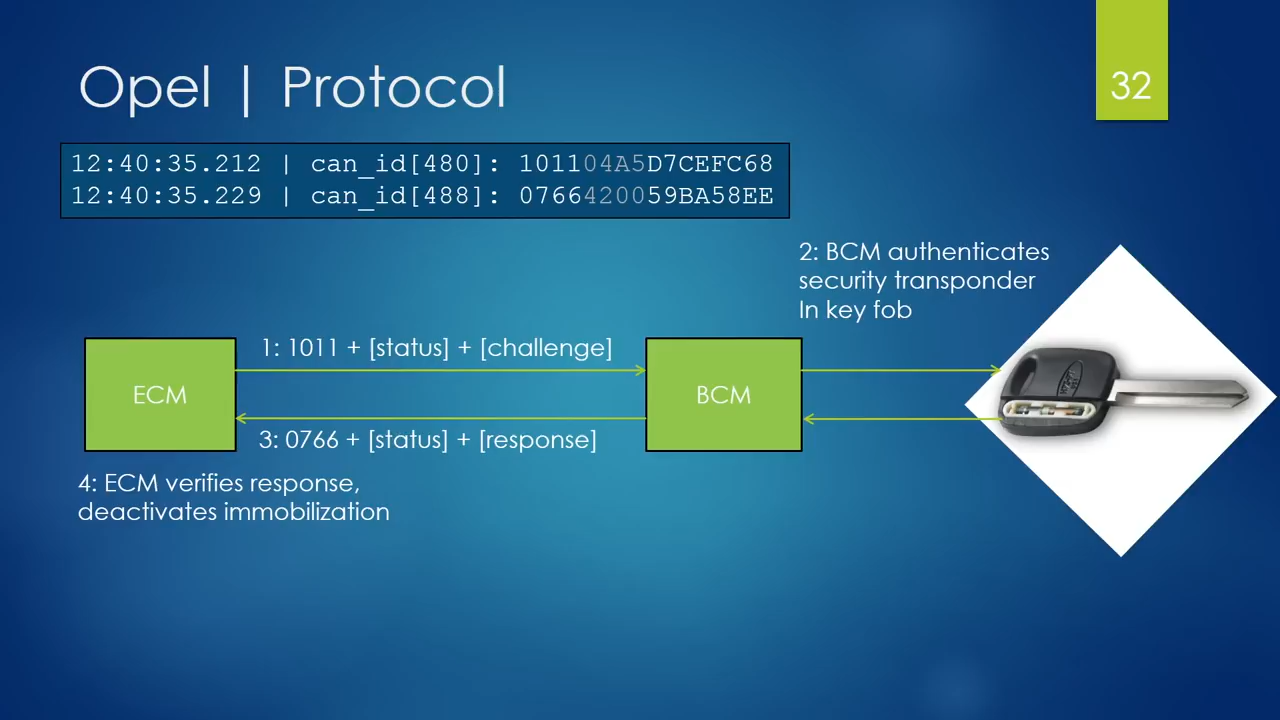 Opel | Protocol
32
12:40:35.212 | can_id[480]: 101104A5D7CEFC68
12:40:35.229 | can_id[488]: 0766420059BA58EE
2: BCM authenticates
security transponder
In key fob
1: 1011 + [status] + [challenge]
ECM
BCM
3: 0766 + [status] + [response]
4: ECM verifies response,
deactivates immobilization